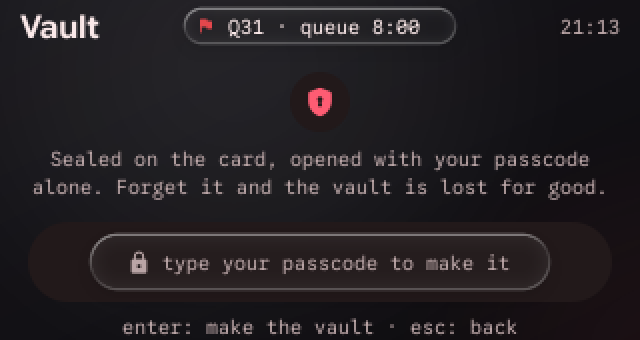 Vault
Q31 · queue 8:00
21:13
Sealed on the card, opened with your passcode
alone. Forget it and the vault is lost for good.
type your passcode to make it
enter: make the vault · esc: back